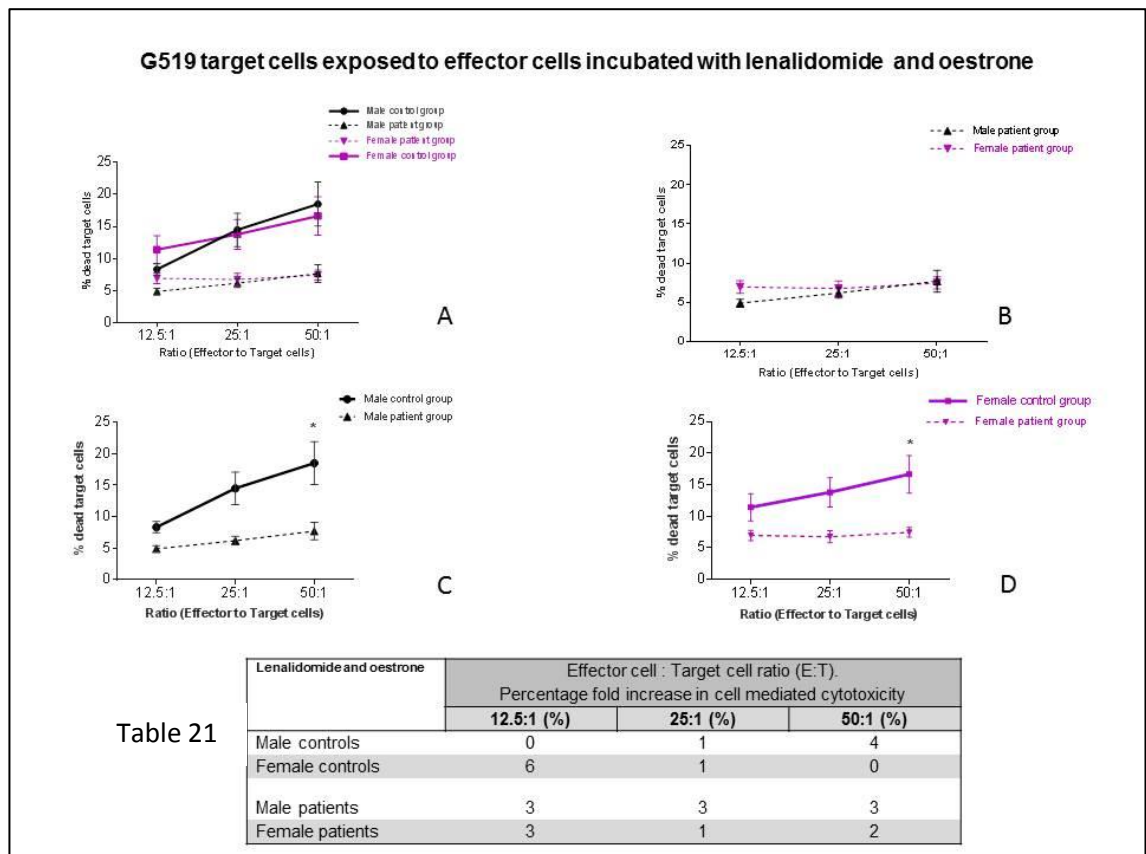 G519 target cells exposed to effector cells incubated with lenalidomide and oestrone
Male control group
Male patient group
Female patient group
Female control group
25
20
15
10
5
0
% dead target cells
12.5:1 25:1 50:1
Ratio (Effector to Target cells)
A
Male patient group
Female patient group
25
20
15
10
5
0
% dead target cells
12.5:1 25:1 50;1
Ratio (Effector to Target cells)
B
Male control group
Male patient group
25
20
15
10
5
0
% dead target cells
*
12.5:1 25:1 50:1
Ratio (Effector to Target cells)
C
Female control group
Female patient group
25
20
15
10
5
0
% dead target cells
*
12.5:1 25:1 50:1
Ratio (Effector to Target cells)
D
Table 21
Lenalidomide and oestrone
Effector cell : Target cell ratio (E:T).
Percentage fold increase in cell mediated cytotoxicity
12.5:1 (%) 25:1 (%) 50:1 (%)
Male controls 0 1 4
Female controls 6 1 0
Male patients 3 3 3
Female patients 3 1 2